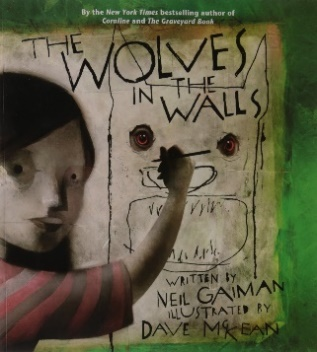 By the New York Times bestselling author of
Coraline and The Graveyard Book
THE WOLVES
IN THE
WALLS
WRITTEN BY
NEIL GAIMAN
ILLUSTRATED BY
DAVE McKEAN